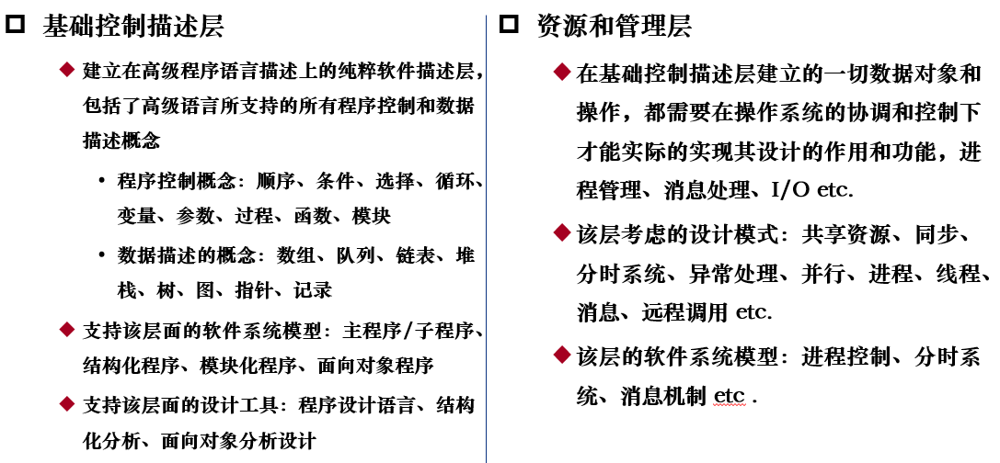 基础控制描述层
建立在高级程序语言描述上的纯粹软件描述层，
包括了高级语言所支持的所有程序控制和数据
描述概念
• 程序控制概念：顺序、条件、选择、循环、
变量、参数、过程、函数、模块
• 数据描述的概念：数组、队列、链表、堆
栈、树、图、指针、记录
支持该层面的软件系统模型：主程序/子程序、
结构化程序、模块化程序、面向对象程序
支持该层面的设计工具：程序设计语言、结构
化分析、面向对象分析设计
资源和管理层
在基础控制描述层建立的一切数据对象和
操作，都需要在操作系统的协调和控制下
才能实际的实现其设计的作用和功能，进
程管理、消息处理、I/O etc.
该层考虑的设计模式：共享资源、同步、
分时系统、异常处理、并行、进程、线程、
消息、远程调用 etc.
该层的软件系统模型：进程控制、分时系
统、消息机制 etc .